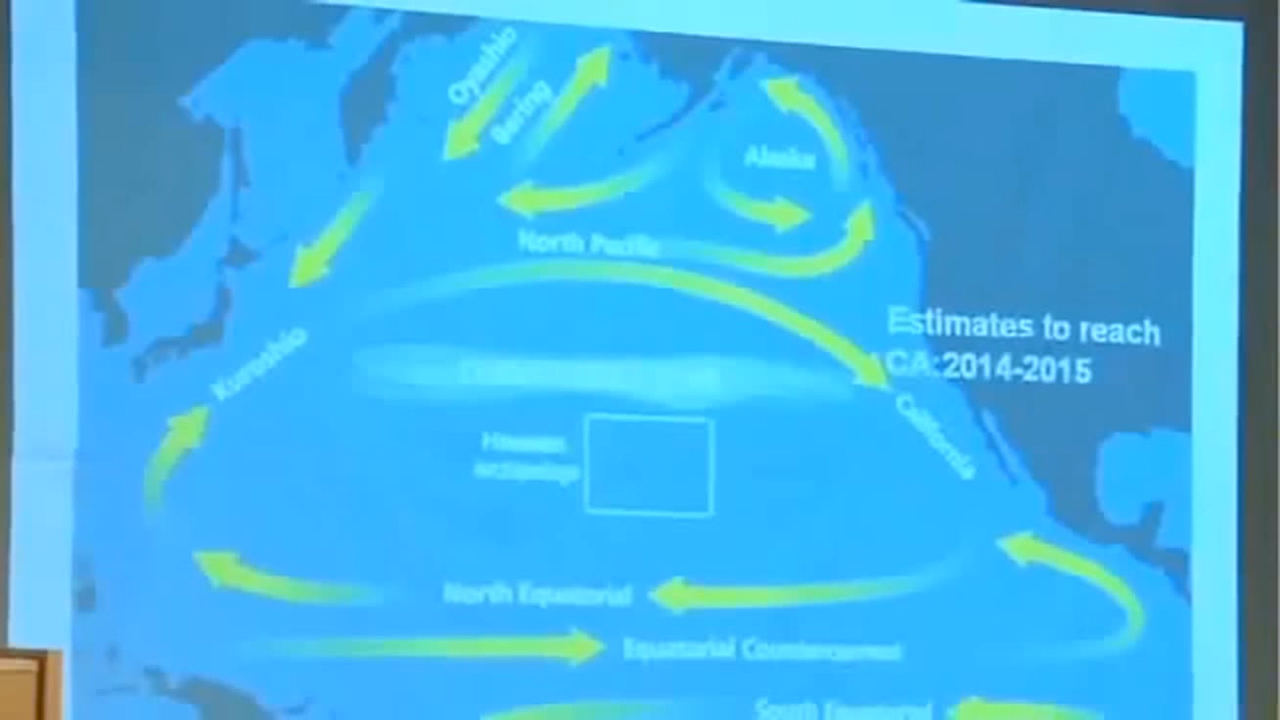 Oyashio
Bering
Alaska
North Pacific
Estimates to reach
CA:2014-2015
Kuroshio
California
North Equatorial
Equatorial Countercurrent
South Equatorial